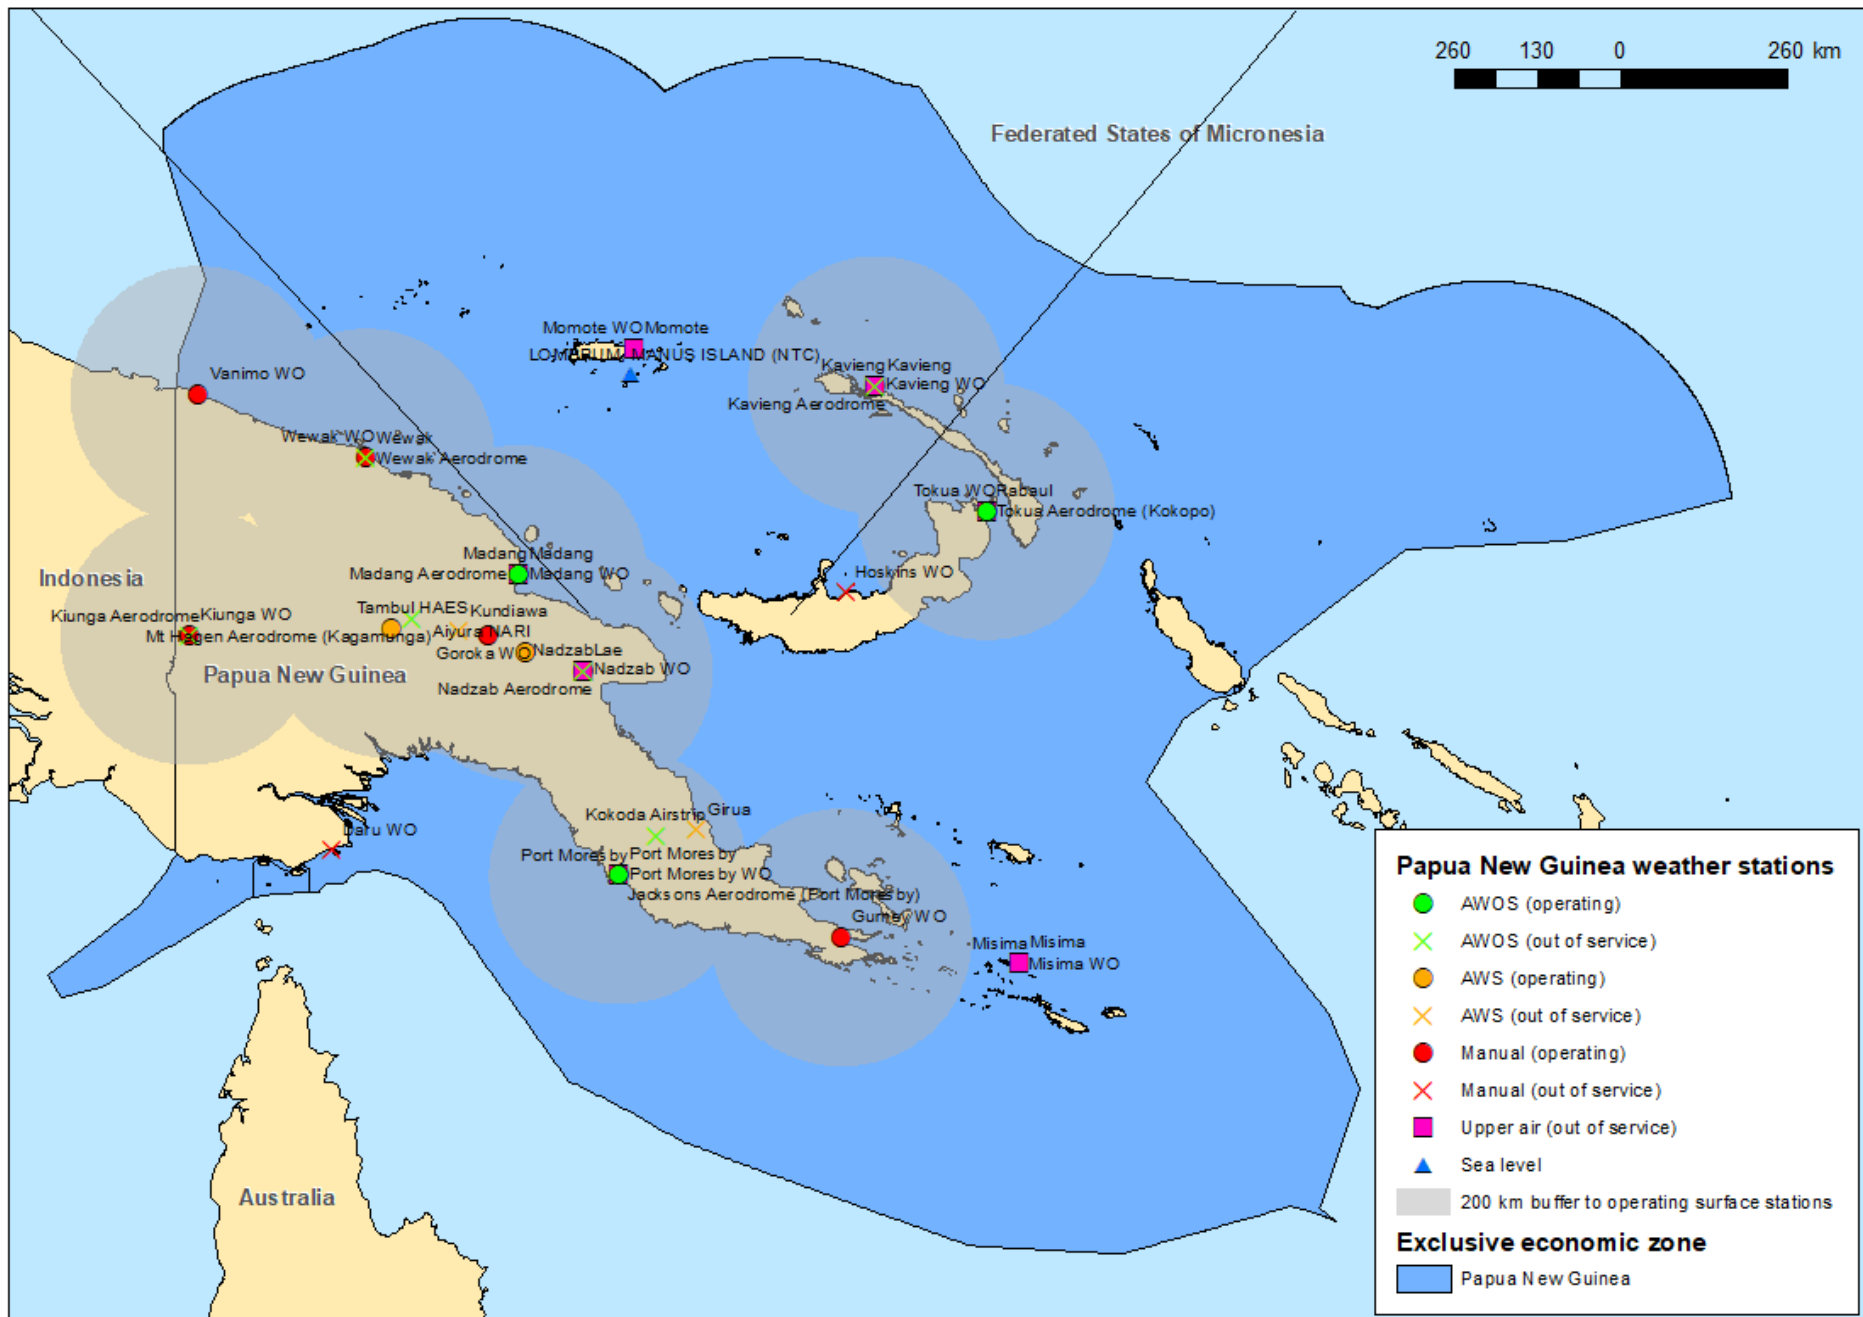 260 130 0 260 km
Federated States of Micronesia
Momote WO Momote
LOMBRUM, MANUS ISLAND (NTC)
Vanimo WO
Kavieng Kavieng
Kavieng WO
Kavieng Aerodrome
Wewak WO Wewak
Wewak Aerodrome
Tokua WO Rabaul
Tokua Aerodrome (Kokopo)
Madang Madang
Madang Aerodrome Madang WO
Hoskins WO
Indonesia
Kiunga Aerodrome Kiunga WO
Tambul HAES Kundiawa
Mt Hagen Aerodrome (Kagamunga) Aiyura NARI
Goroka WO Nadzab Lae
Nadzab WO
Papua New Guinea
Nadzab Aerodrome
Daru WO
Kokoda Airstrip Girua
Port Moresby Port Moresby
Port Moresby WO
Jacksons Aerodrome (Port Moresby)
Gurney WO
Misima Misima
Misima WO
Australia
Papua New Guinea weather stations
AWOS (operating)
AWOS (out of service)
AWS (operating)
AWS (out of service)
Manual (operating)
Manual (out of service)
Upper air (out of service)
Sea level
200 km buffer to operating surface stations
Exclusive economic zone
Papua New Guinea